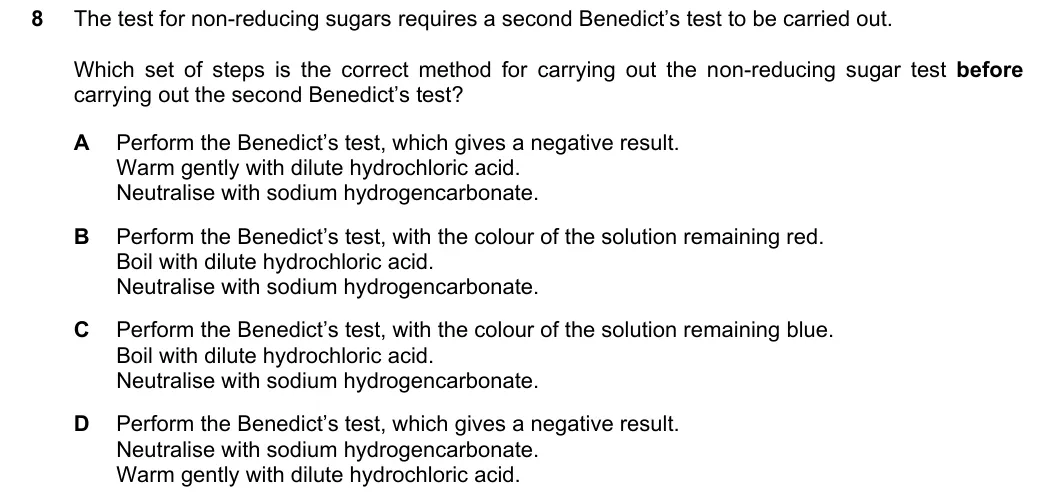 8 The test for non-reducing sugars requires a second Benedict’s test to be carried out.
Which set of steps is the correct method for carrying out the non-reducing sugar test before
carrying out the second Benedict’s test?
A Perform the Benedict’s test, which gives a negative result.
Warm gently with dilute hydrochloric acid.
Neutralise with sodium hydrogencarbonate.
B Perform the Benedict’s test, with the colour of the solution remaining red.
Boil with dilute hydrochloric acid.
Neutralise with sodium hydrogencarbonate.
C Perform the Benedict’s test, with the colour of the solution remaining blue.
Boil with dilute hydrochloric acid.
Neutralise with sodium hydrogencarbonate.
D Perform the Benedict’s test, which gives a negative result.
Neutralise with sodium hydrogencarbonate.
Warm gently with dilute hydrochloric acid.